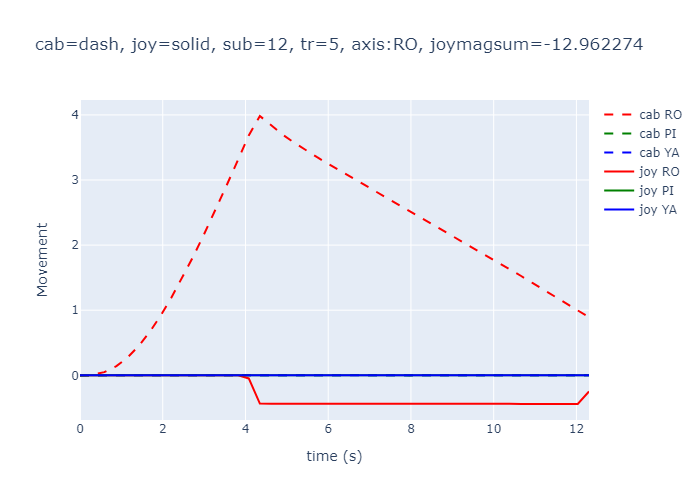 cab=dash, joy=solid, sub=12, tr=5, axis:RO, joymagsum=-12.962274
4
3
2
1
0
Movement
0
2
4
6
8
10
12
time (s)
cab RO
cab PI
cab YA
joy RO
joy PI
joy YA